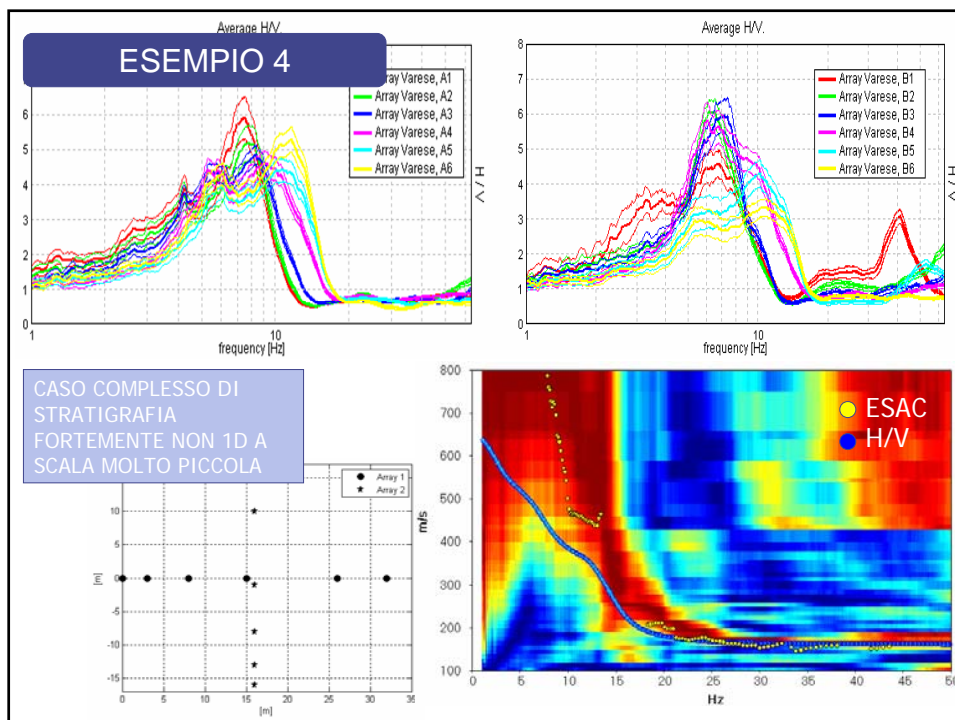 Average H/V.
ESEMPIO 4
6
5
4
3
2
1
0
1
10
frequency [Hz]
H / V
Array Varese, A1
Array Varese, A2
Array Varese, A3
Array Varese, A4
Array Varese, A5
Array Varese, A6
Average H/V.
8
7
6
5
4
3
2
1
0
1
10
frequency [Hz]
H / V
Array Varese, B1
Array Varese, B2
Array Varese, B3
Array Varese, B4
Array Varese, B5
Array Varese, B6
CASO COMPLESSO DI
STRATIGRAFIA
FORTEMENTE NON 1D A
SCALA MOLTO PICCOLA
Array 1
Array 2
10
5
0
-5
-10
-15
[m]
0
5
10
15
20
25
30
35
[m]
800
700
600
500
400
300
200
100
m/s
ESAC
H/V
0
5
10
15
20
25
30
35
40
45
50
Hz